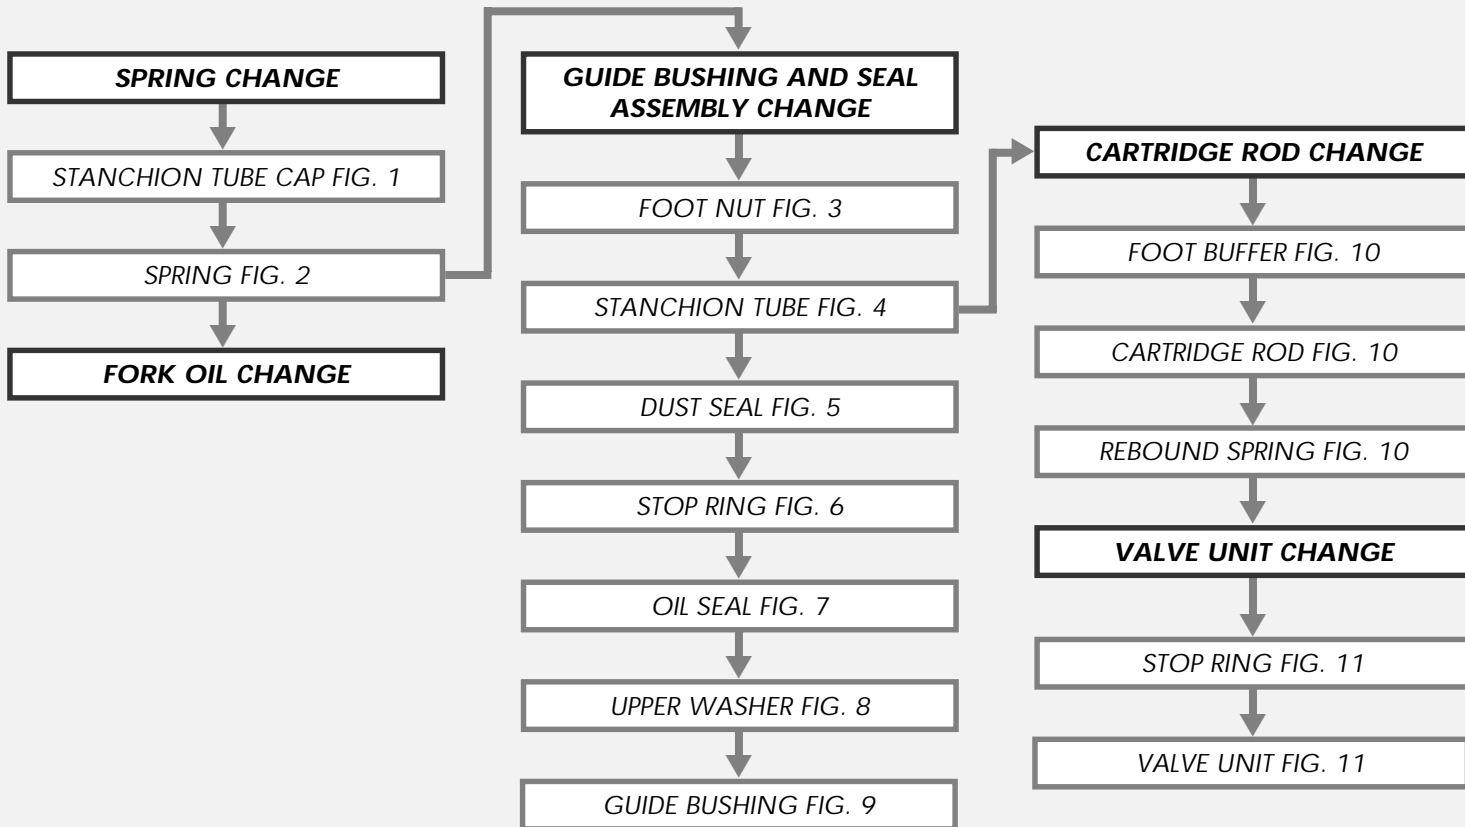 SPRING CHANGE
STANCHION TUBE CAP FIG. 1
SPRING FIG. 2
FORK OIL CHANGE
GUIDE BUSHING AND SEAL
ASSEMBLY CHANGE
FOOT NUT FIG. 3
STANCHION TUBE FIG. 4
DUST SEAL FIG. 5
STOP RING FIG. 6
OIL SEAL FIG. 7
UPPER WASHER FIG. 8
GUIDE BUSHING FIG. 9
CARTRIDGE ROD CHANGE
FOOT BUFFER FIG. 10
CARTRIDGE ROD FIG. 10
REBOUND SPRING FIG. 10
VALVE UNIT CHANGE
STOP RING FIG. 11
VALVE UNIT FIG. 11